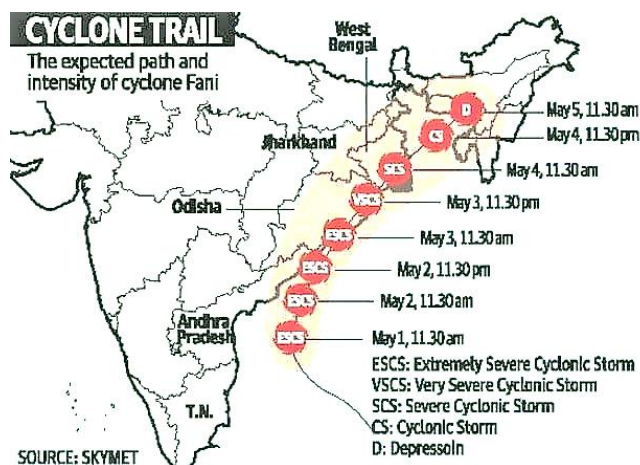 CYCLONE TRAIL
The expected path and
intensity of cyclone Fani
West
Bengal
Jharkhand
Odisha
Andhra
Pradesh
T.N.
D
May 5, 11.30 am
CS
May 4, 11.30 pm
SCS
May 4, 11.30 am
VSCS
May 3, 11.30 pm
ESCS
May 3, 11.30 am
ESCS
May 2, 11.30 pm
ESCS
May 2, 11.30 am
ESCS
May 1, 11.30 am
ESCS: Extremely Severe Cyclonic Storm
VSCS: Very Severe Cyclonic Storm
SCS: Severe Cyclonic Storm
CS: Cyclonic Storm
D: Depressoin
SOURCE: SKYMET